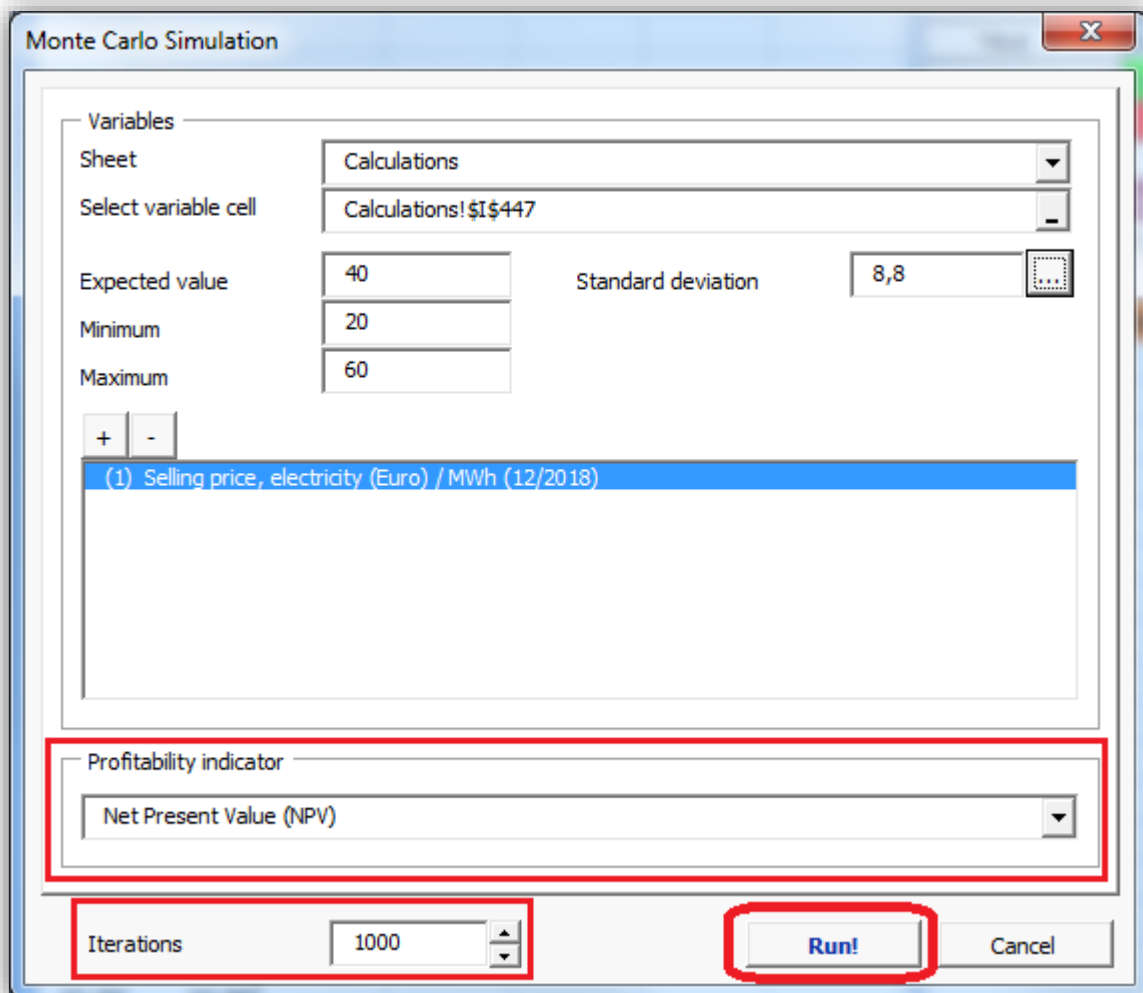 Monte Carlo Simulation
Variables
Sheet
Calculations
Select variable cell
Calculations!$I$447
_
Expected value
40
Standard deviation
8,8
...
Minimum
20
Maximum
60
+
-
(1) Selling price, electricity (Euro) / MWh (12/2018)
Profitability indicator
Net Present Value (NPV)
Iterations
1000
Run!
Cancel